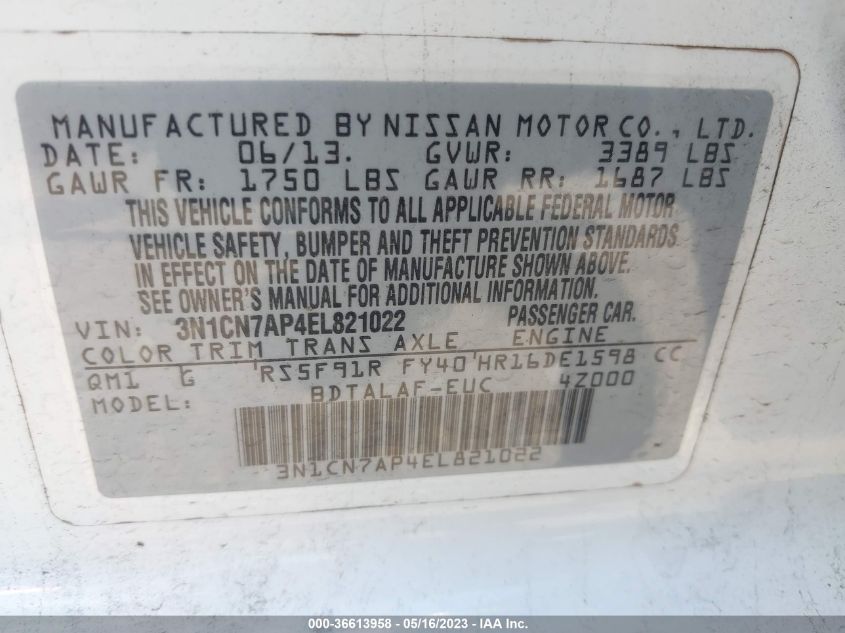 MANUFACTURED BY NISSAN MOTOR CO., LTD.
DATE: 06/13. GVWR: 3389 LBS
GAWR FR: 1750 LBS GAWR RR: 1687 LBS
THIS VEHICLE CONFORMS TO ALL APPLICABLE FEDERAL MOTOR
VEHICLE SAFETY, BUMPER AND THEFT PREVENTION STANDARDS
IN EFFECT ON THE DATE OF MANUFACTURE SHOWN ABOVE.
SEE OWNER'S MANUAL FOR ADDITIONAL INFORMATION.
VIN: 3N1CN7AP4EL821022 PASSENGER CAR.
COLOR TRIM TRANS AXLE ENGINE
QM1 G RS5F91R FY40 HR16DE1598 CC
MODEL: BDTALAF-EUC 4Z000
3N1CN7AP4EL821022
000-36613958 - 05/16/2023 - IAA Inc.